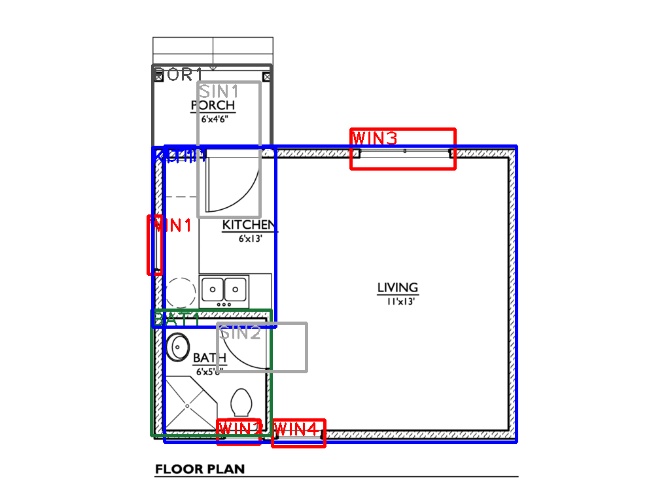 POR1
SIN1
PORCH
6'x4'6"
WIN3
WIN1
KITCHEN
6'x13'
LIVING
11'x13'
BAT1
SIN2
BATH
6'x5'6"
WIN2
WIN4
FLOOR PLAN